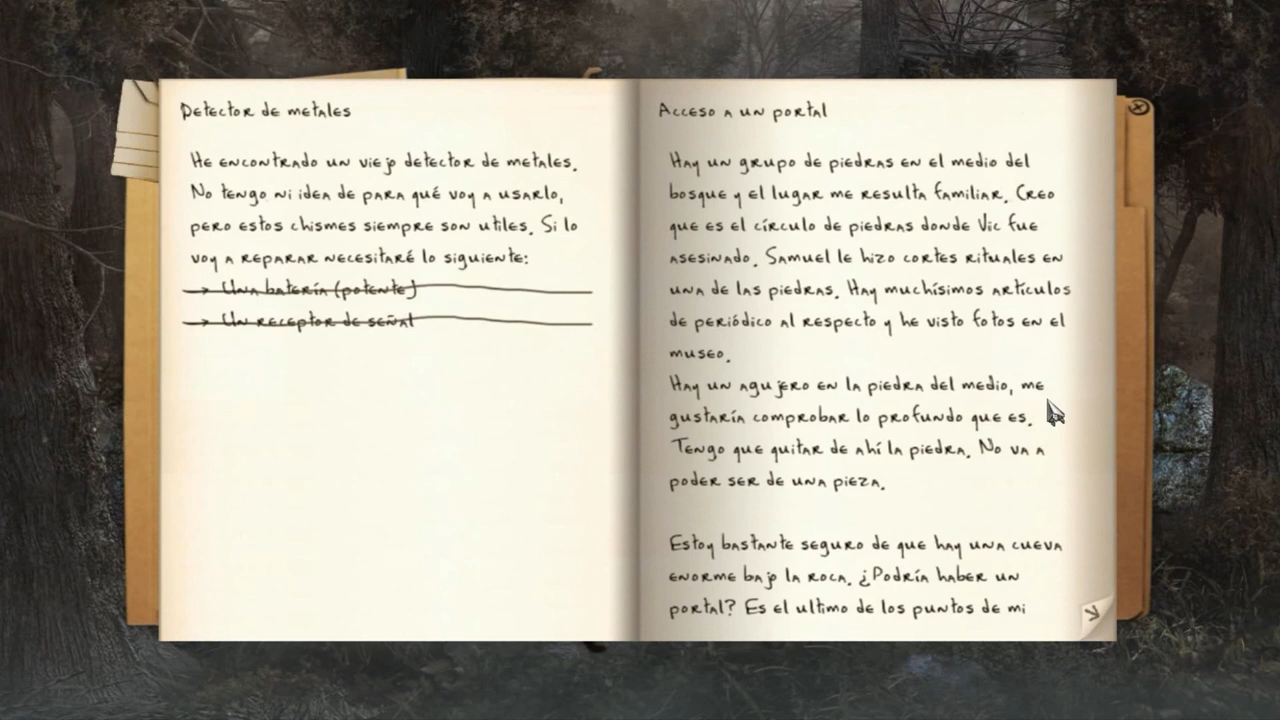 Detector de metales
He encontrado un viejo detector de metales.
No tengo ni idea de para qué voy a usarlo,
pero estos chismes siempre son utiles. Si lo
voy a reparar necesitaré lo siguiente:
-> Una batería (potente)
-> Un receptor de señal
Acceso a un portal
Hay un grupo de piedras en el medio del
bosque y el lugar me resulta familiar. Creo
que es el círculo de piedras donde Vic fue
asesinado. Samuel le hizo cortes rituales en
una de las piedras. Hay muchísimos artículos
de periódico al respecto y he visto fotos en el
museo.
Hay un agujero en la piedra del medio, me
gustaría comprobar lo profundo que es.
Tengo que quitar de ahí la piedra. No va a
poder ser de una pieza.
Estoy bastante seguro de que hay una cueva
enorme bajo la roca. ¿Podría haber un
portal? Es el ultimo de los puntos de mi